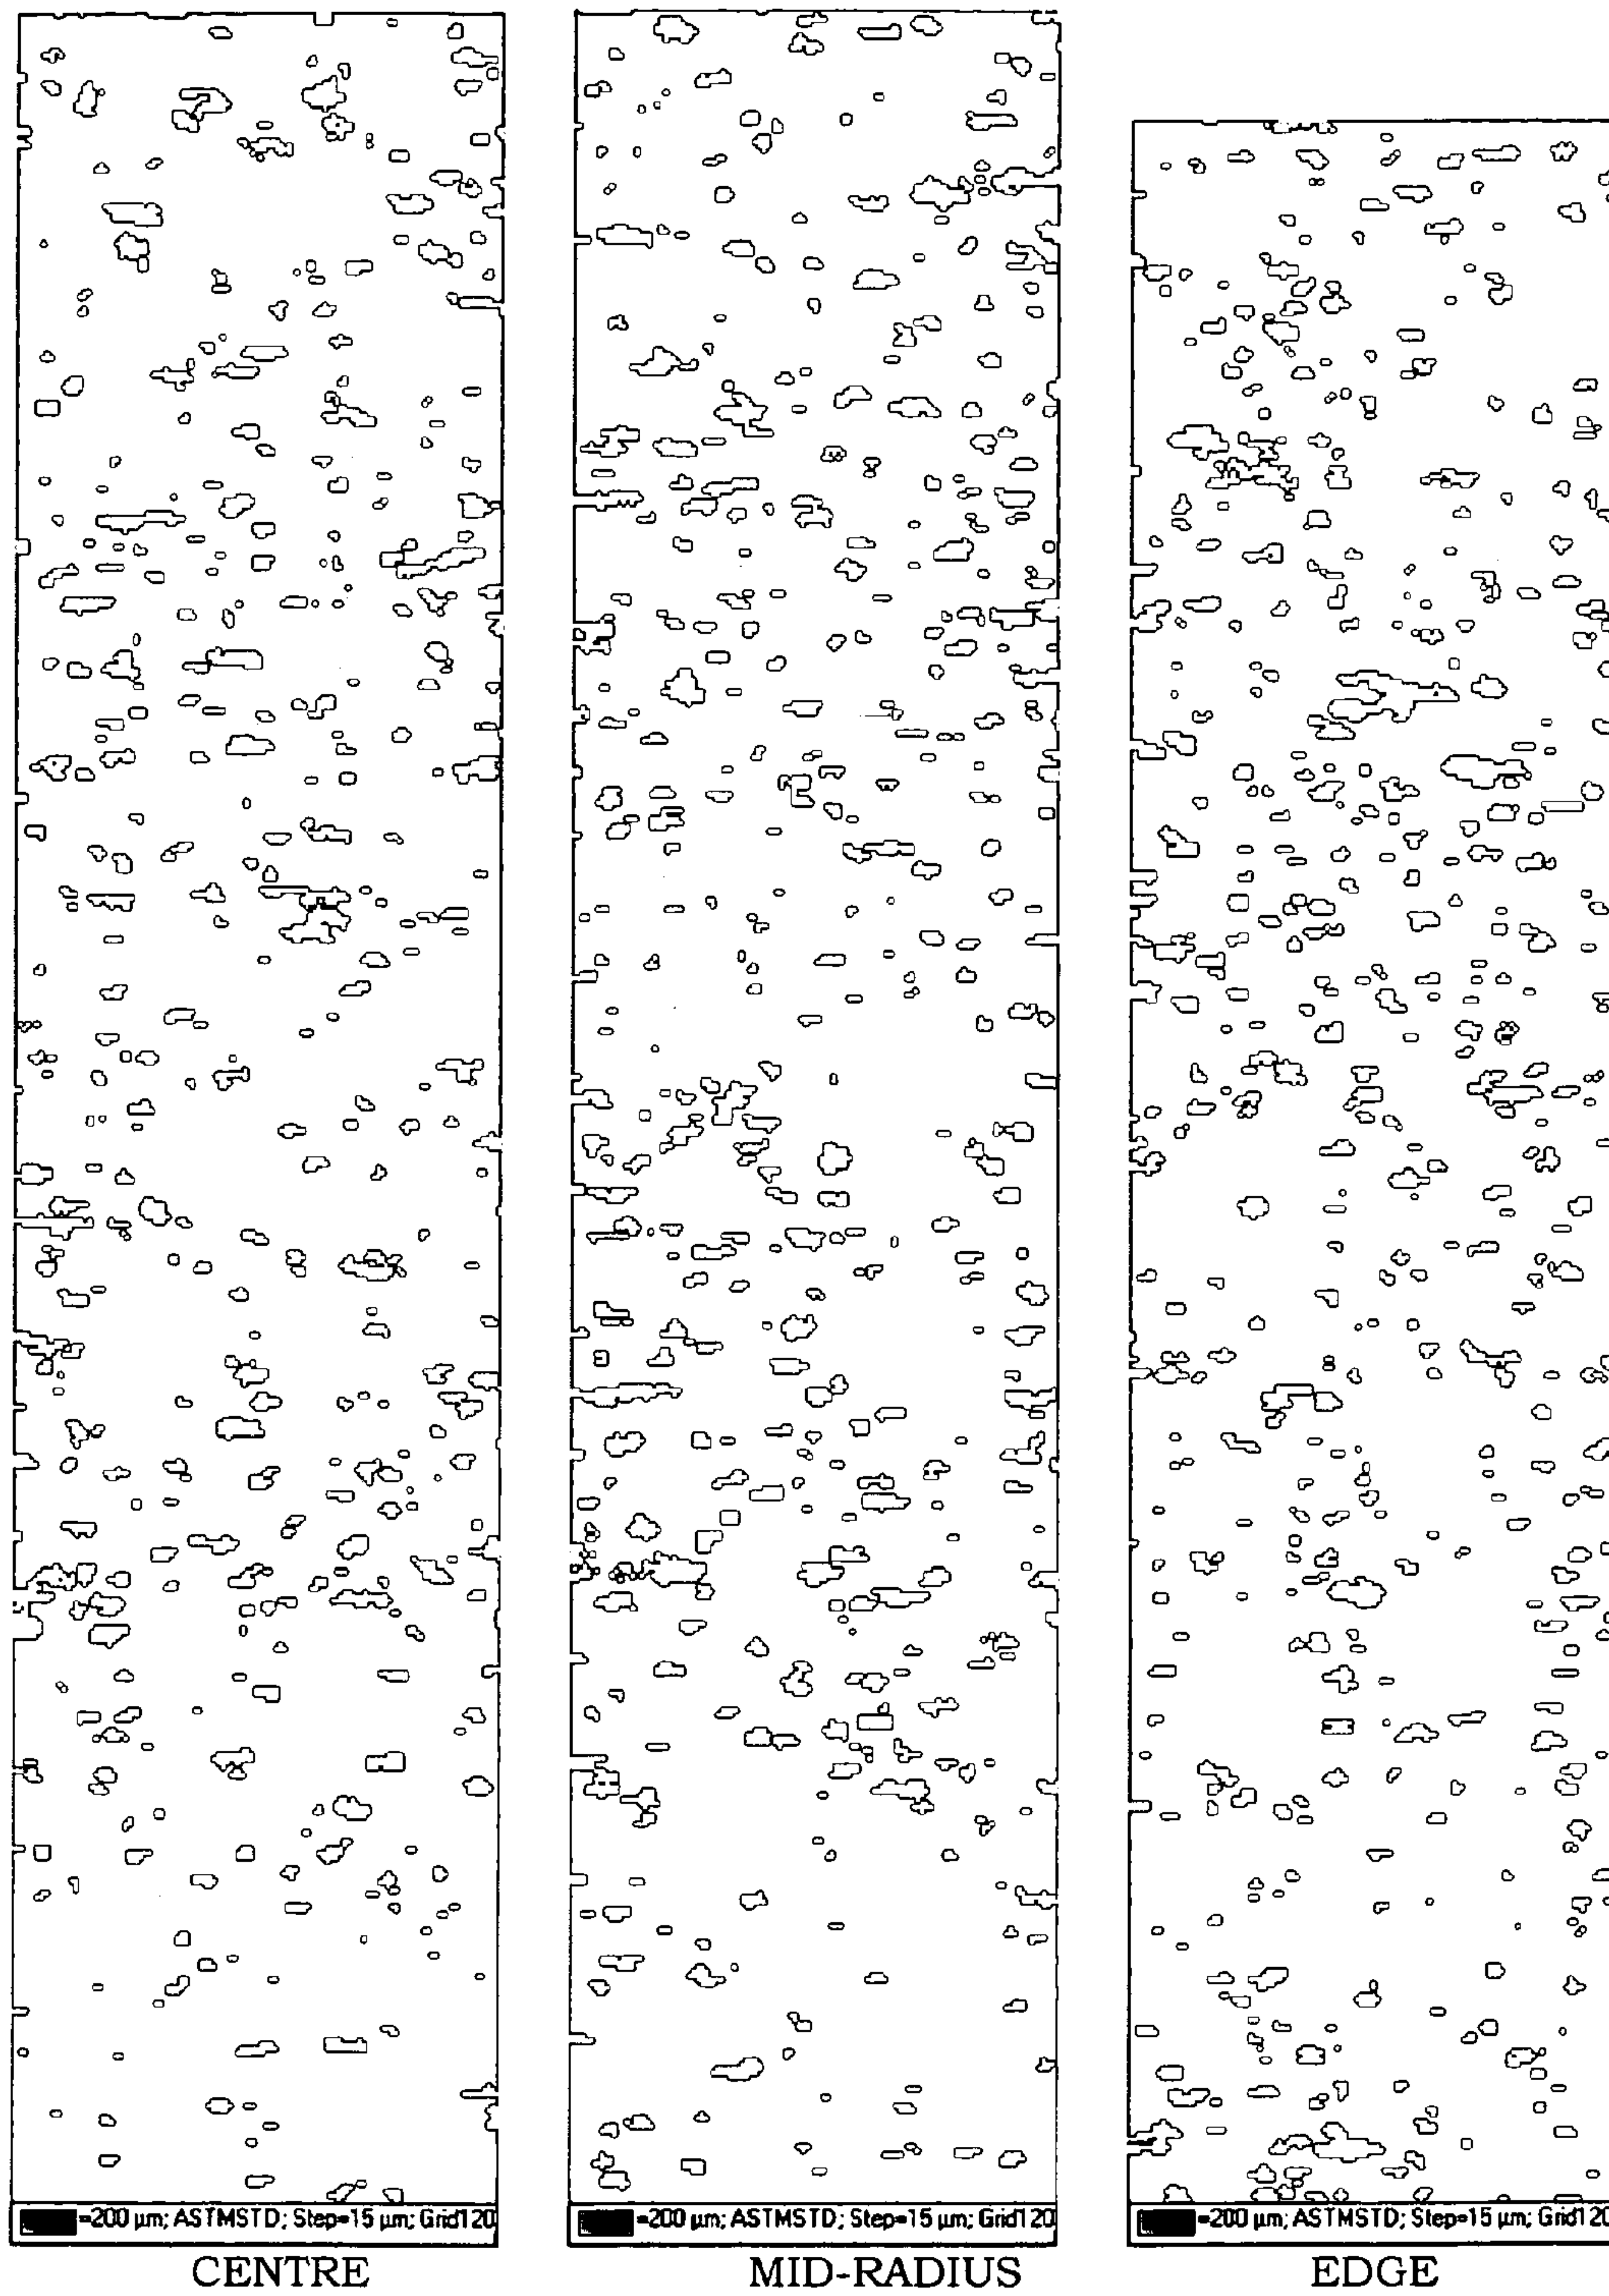 =200 µm; ASTMSTD; Step=15 µm; Grid120
=200 µm; ASTMSTD; Step=15 µm; Grid120
=200 µm; ASTMSTD; Step=15 µm; Grid120
CENTRE
MID-RADIUS
EDGE